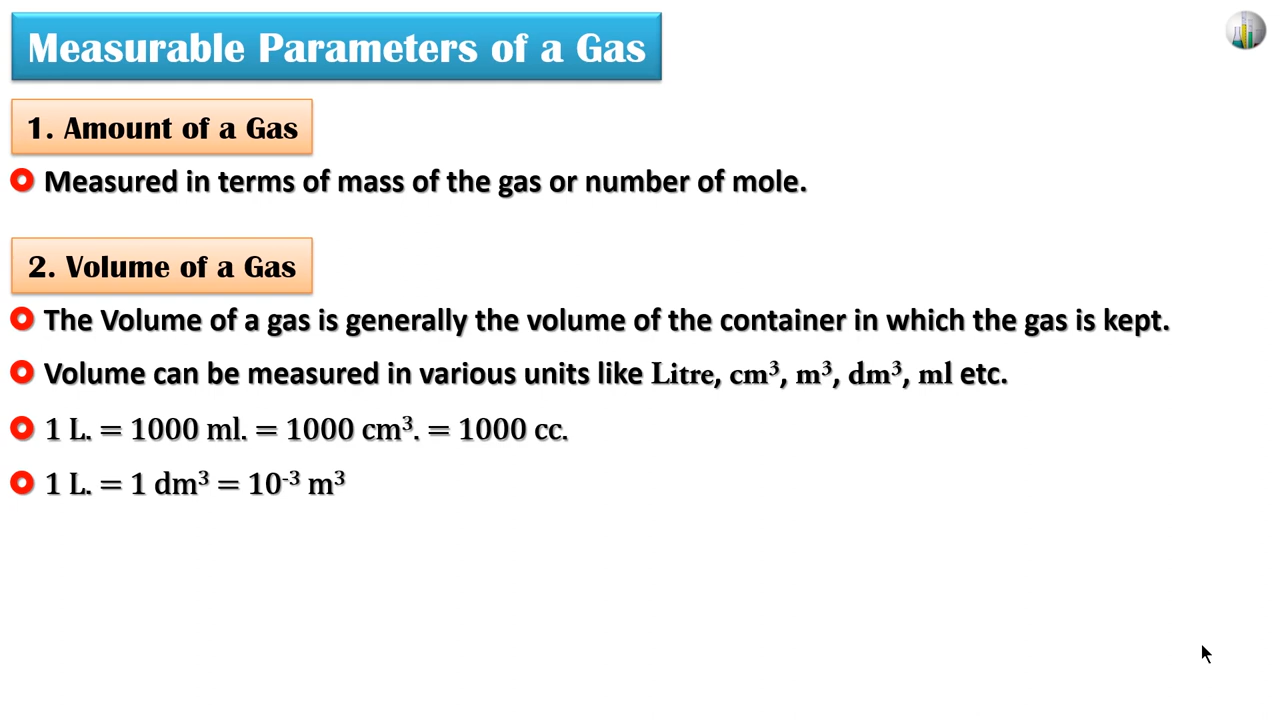 Measurable Parameters of a Gas
1. Amount of a Gas
Measured in terms of mass of the gas or number of mole.
2. Volume of a Gas
The Volume of a gas is generally the volume of the container in which the gas is kept.
Volume can be measured in various units like Litre, cm³, m³, dm³, ml etc.
1 L. = 1000 ml. = 1000 cm³. = 1000 cc.
1 L. = 1 dm³ = 10⁻³ m³